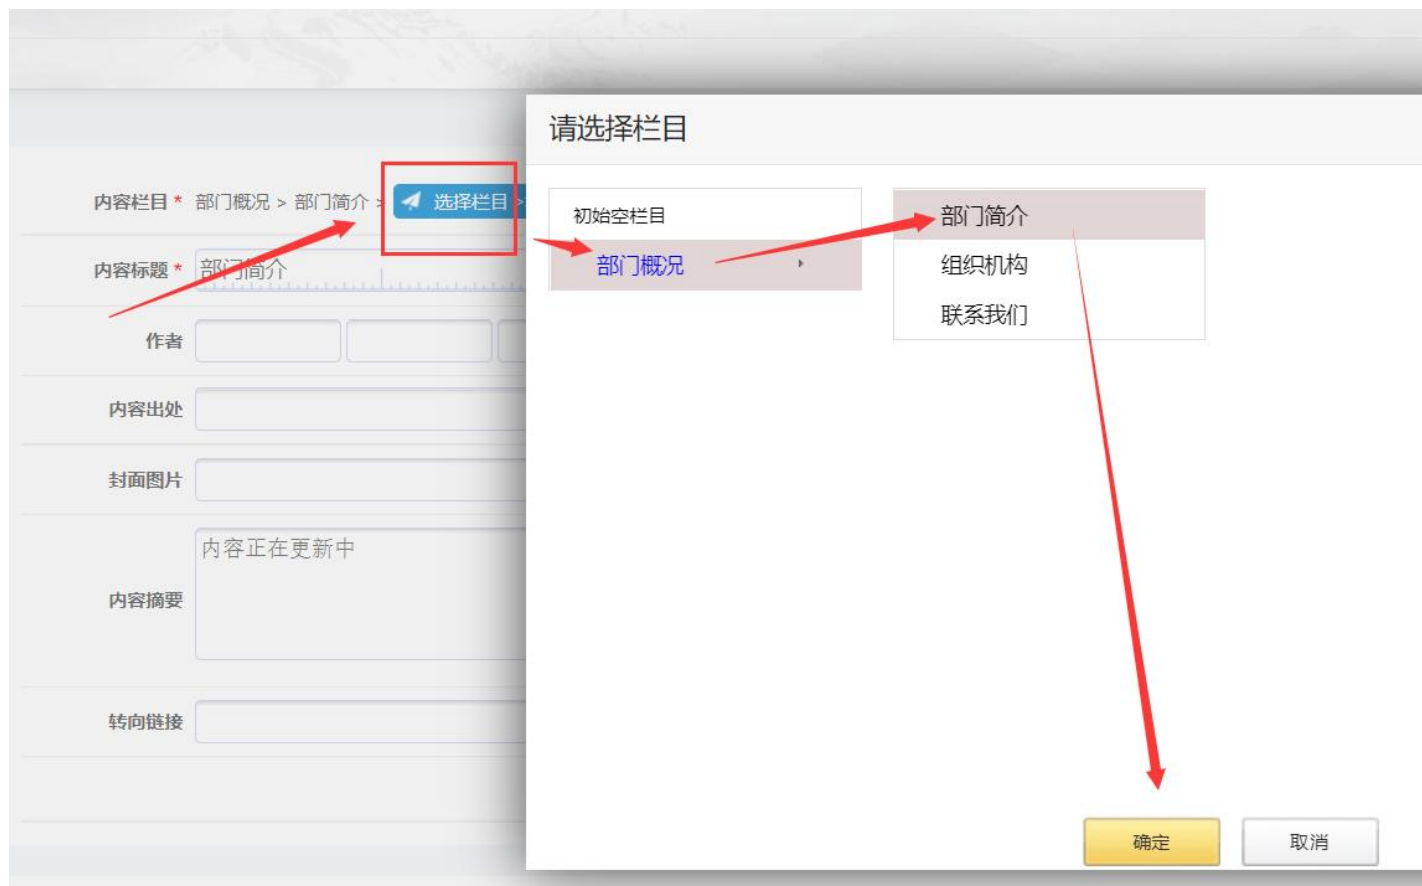 请选择栏目
内容栏目 * 部门概况 > 部门简介 > 选择栏目 >
内容标题 * 部门简介
作者
内容出处
封面图片
内容摘要 内容正在更新中
转向链接
初始空栏目
部门概况
部门简介
组织机构
联系我们
确定 取消